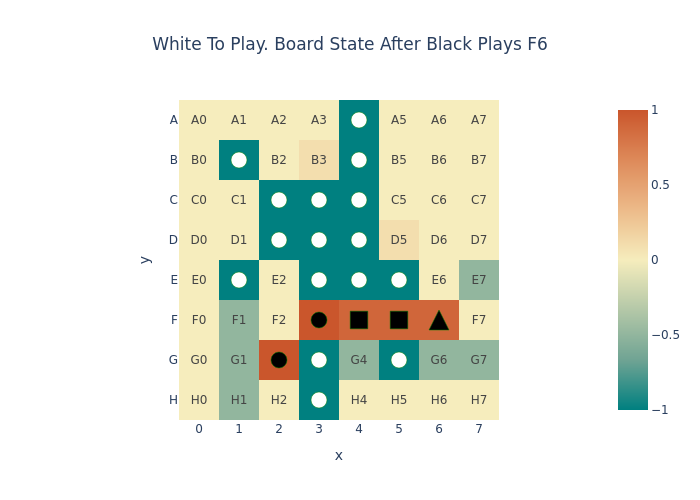 White To Play. Board State After Black Plays F6
A A0 A1 A2 A3 A5 A6 A7
B B0 B2 B3 B5 B6 B7
C C0 C1 C5 C6 C7
D D0 D1 D5 D6 D7
E E0 E2 E6 E7
F F0 F1 F2 F7
G G0 G1 G4 G6 G7
H H0 H1 H2 H4 H5 H6 H7
0 1 2 3 4 5 6 7
x
y
1
0.5
0
−0.5
−1